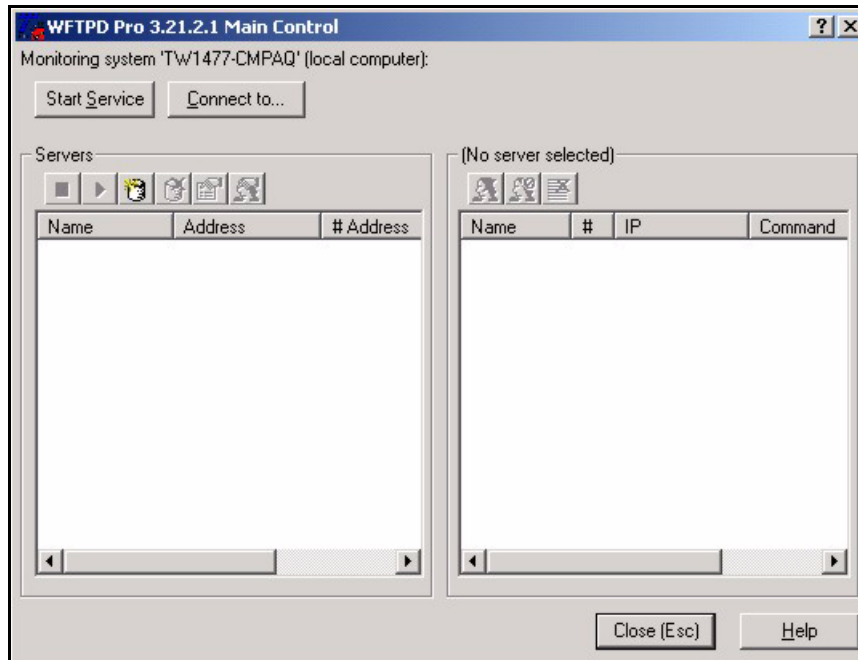 WFTPD Pro 3.21.2.1 Main Control
Monitoring system 'TW1477-CMPAQ' (local computer):
Start Service Connect to...
Servers (No server selected)
Name Address # Address Name # IP Command
Close (Esc) Help